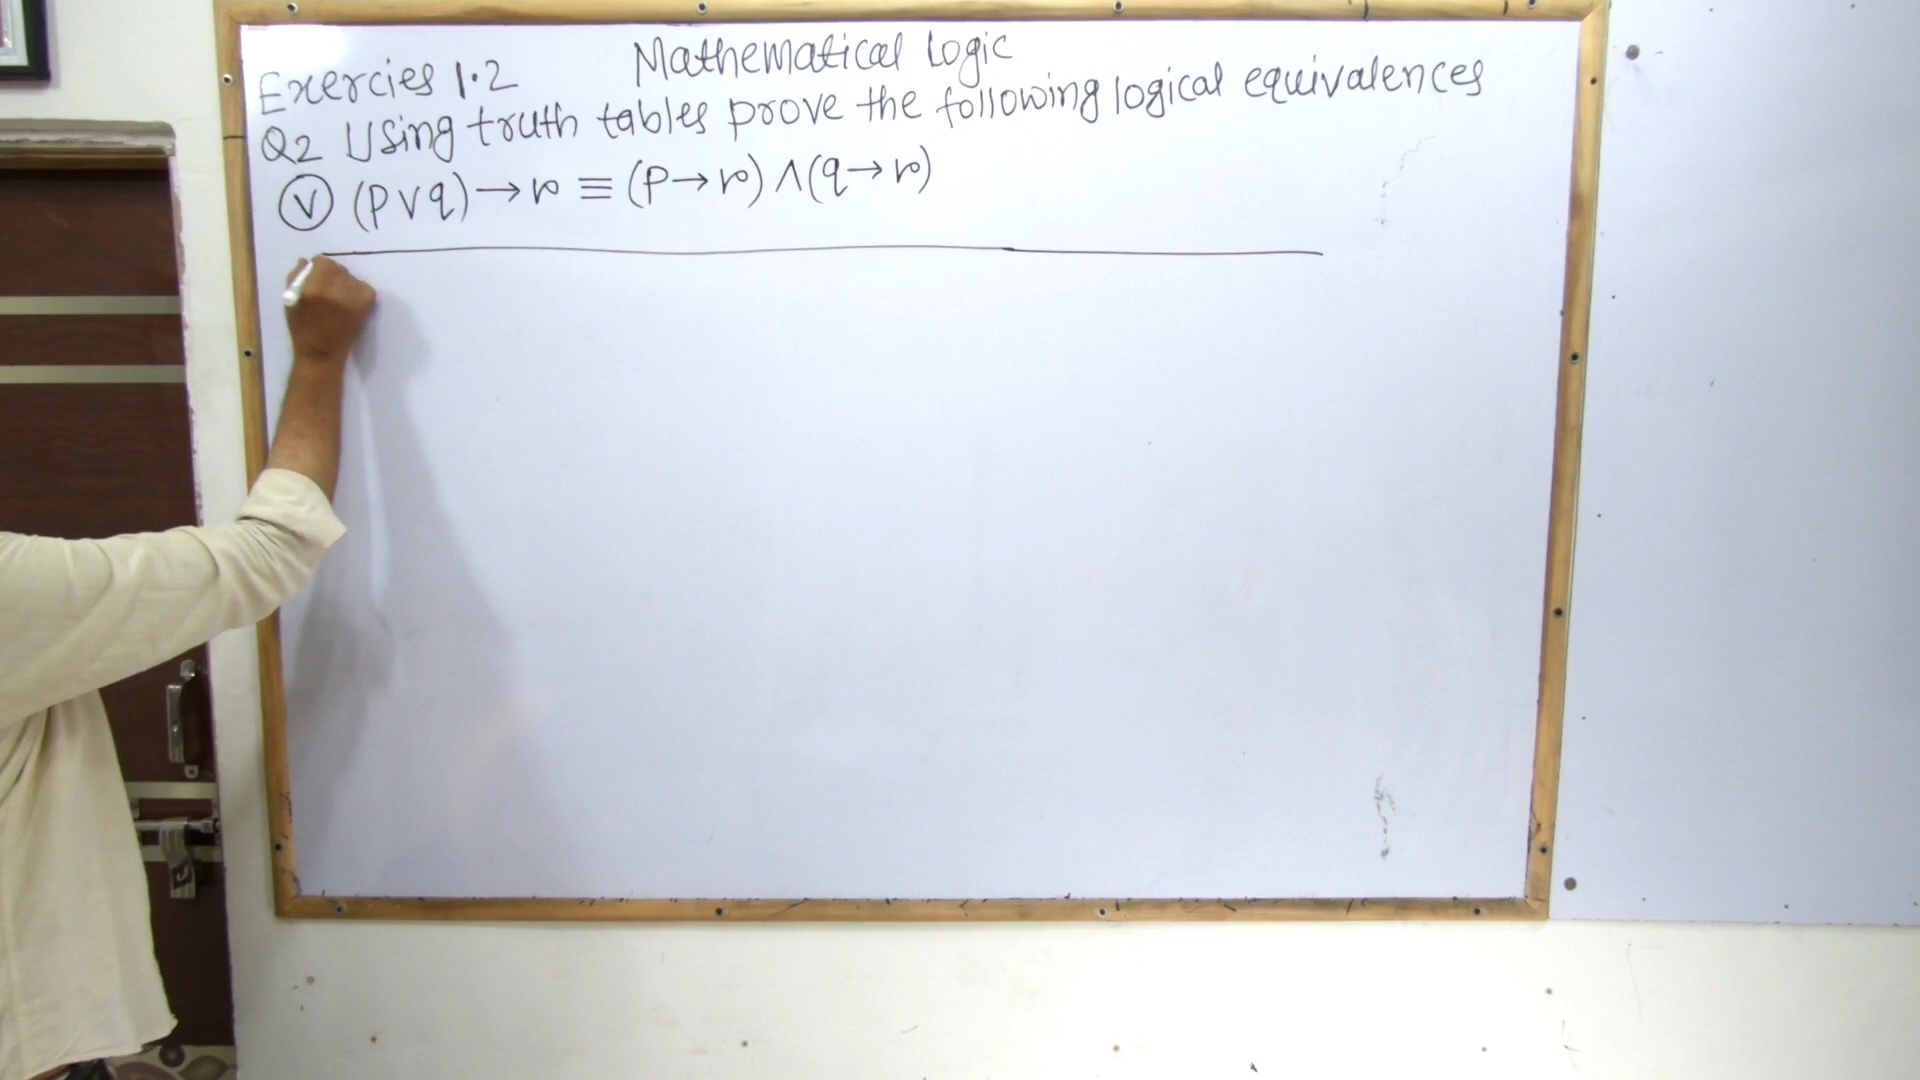 Mathematical Logic
Exercies 1.2
Q2 Using truth tables prove the following logical equivalences
(V) (p∨q)→r ≡ (p→r)∧(q→r)